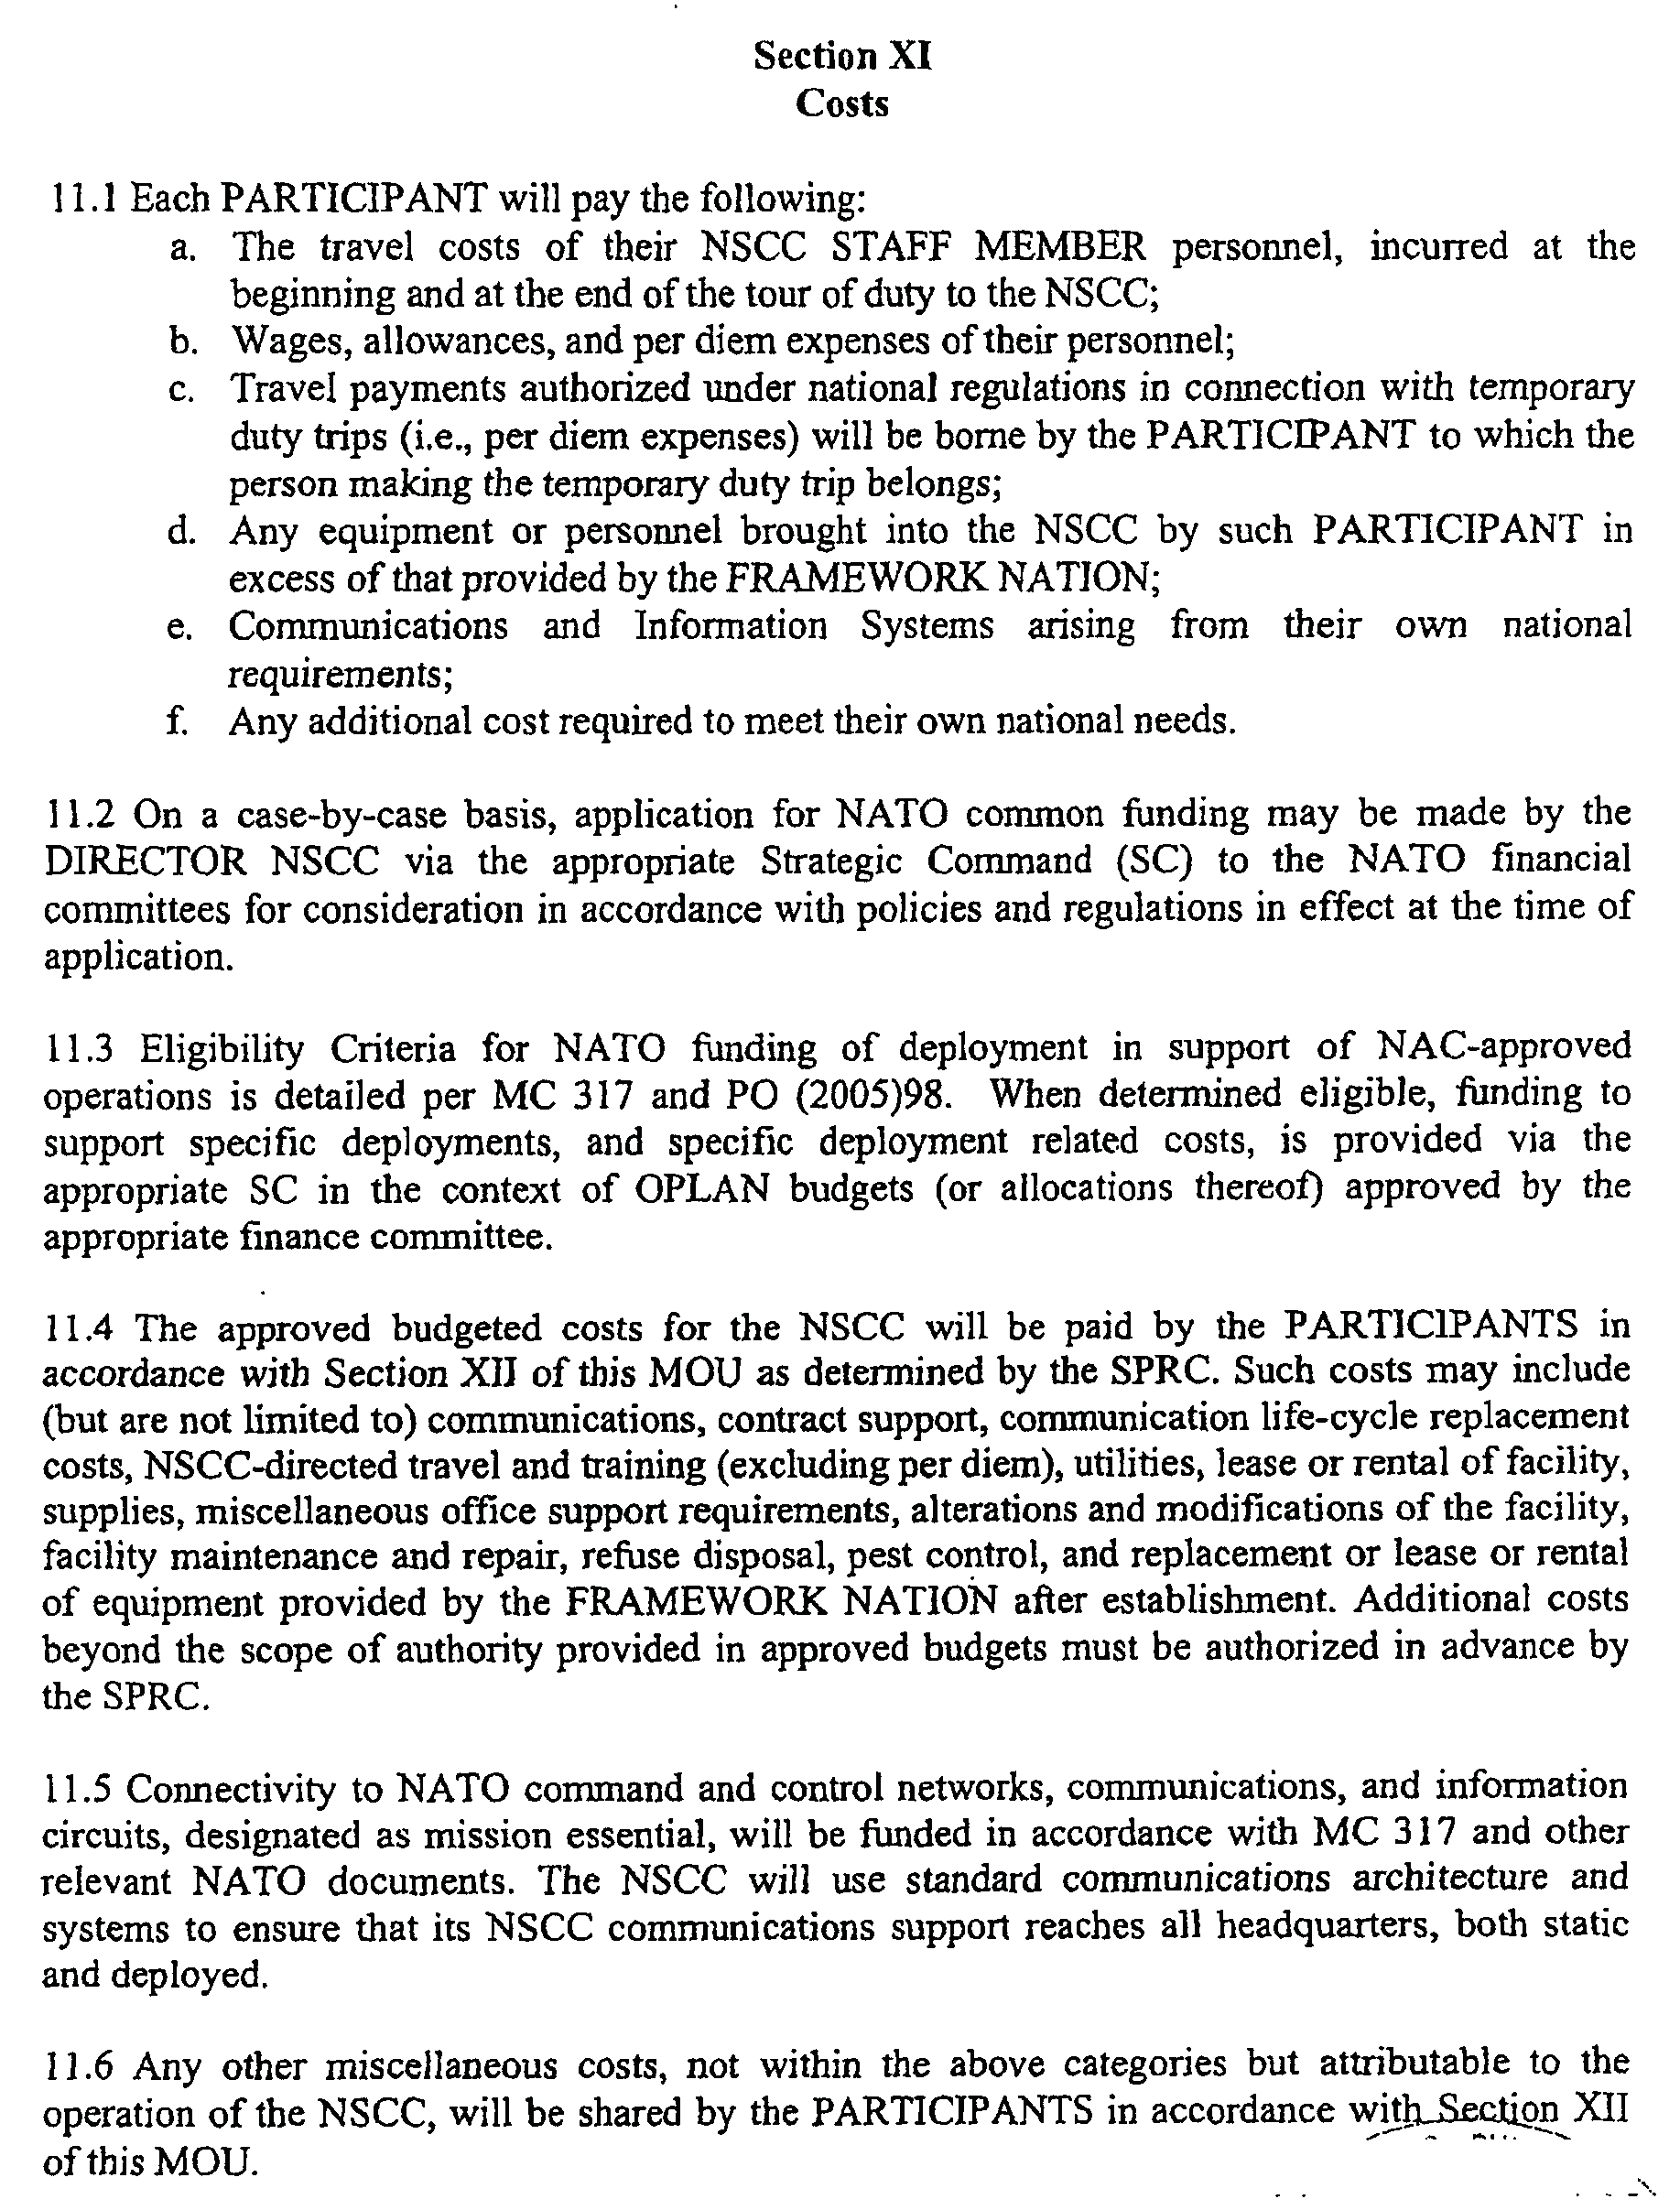 Section XI
Costs
11.1 Each PARTICIPANT will pay the following:
a. The travel costs of their NSCC STAFF MEMBER personnel, incurred at the
beginning and at the end of the tour of duty to the NSCC;
b. Wages, allowances, and per diem expenses of their personnel;
c. Travel payments authorized under national regulations in connection with temporary
duty trips (i.e., per diem expenses) will be borne by the PARTICIPANT to which the
person making the temporary duty trip belongs;
d. Any equipment or personnel brought into the NSCC by such PARTICIPANT in
excess of that provided by the FRAMEWORK NATION;
e. Communications and Information Systems arising from their own national
requirements;
f. Any additional cost required to meet their own national needs.
11.2 On a case-by-case basis, application for NATO common funding may be made by the
DIRECTOR NSCC via the appropriate Strategic Command (SC) to the NATO financial
committees for consideration in accordance with policies and regulations in effect at the time of
application.
11.3 Eligibility Criteria for NATO funding of deployment in support of NAC-approved
operations is detailed per MC 317 and PO (2005)98. When determined eligible, funding to
support specific deployments, and specific deployment related costs, is provided via the
appropriate SC in the context of OPLAN budgets (or allocations thereof) approved by the
appropriate finance committee.
11.4 The approved budgeted costs for the NSCC will be paid by the PARTICIPANTS in
accordance with Section XII of this MOU as determined by the SPRC. Such costs may include
(but are not limited to) communications, contract support, communication life-cycle replacement
costs, NSCC-directed travel and training (excluding per diem), utilities, lease or rental of facility,
supplies, miscellaneous office support requirements, alterations and modifications of the facility,
facility maintenance and repair, refuse disposal, pest control, and replacement or lease or rental
of equipment provided by the FRAMEWORK NATION after establishment. Additional costs
beyond the scope of authority provided in approved budgets must be authorized in advance by
the SPRC.
11.5 Connectivity to NATO command and control networks, communications, and information
circuits, designated as mission essential, will be funded in accordance with MC 317 and other
relevant NATO documents. The NSCC will use standard communications architecture and
systems to ensure that its NSCC communications support reaches all headquarters, both static
and deployed.
11.6 Any other miscellaneous costs, not within the above categories but attributable to the
operation of the NSCC, will be shared by the PARTICIPANTS in accordance with Section XII
of this MOU.